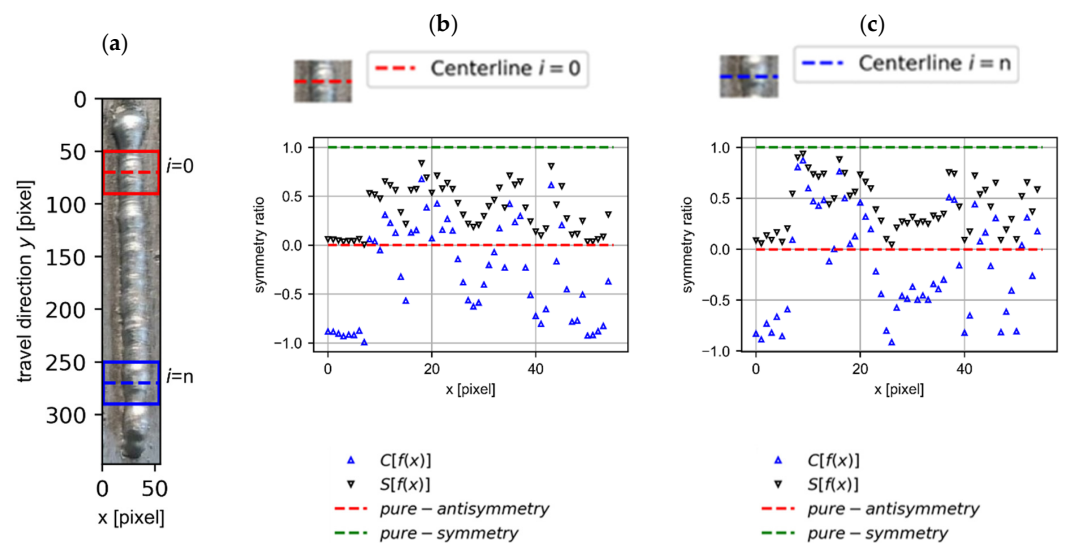 (a)
0
50
100
150
200
250
300
travel direction y [pixel]
i=0
i=n
0 50
x [pixel]
(b)
Centerline i = 0
1.0
0.5
0.0
−0.5
−1.0
symmetry ratio
0 20 40
x [pixel]
C[f(x)]
S[f(x)]
pure − antisymmetry
pure − symmetry
(c)
Centerline i = n
1.0
0.5
0.0
−0.5
−1.0
symmetry ratio
0 20 40
x [pixel]
C[f(x)]
S[f(x)]
pure − antisymmetry
pure − symmetry